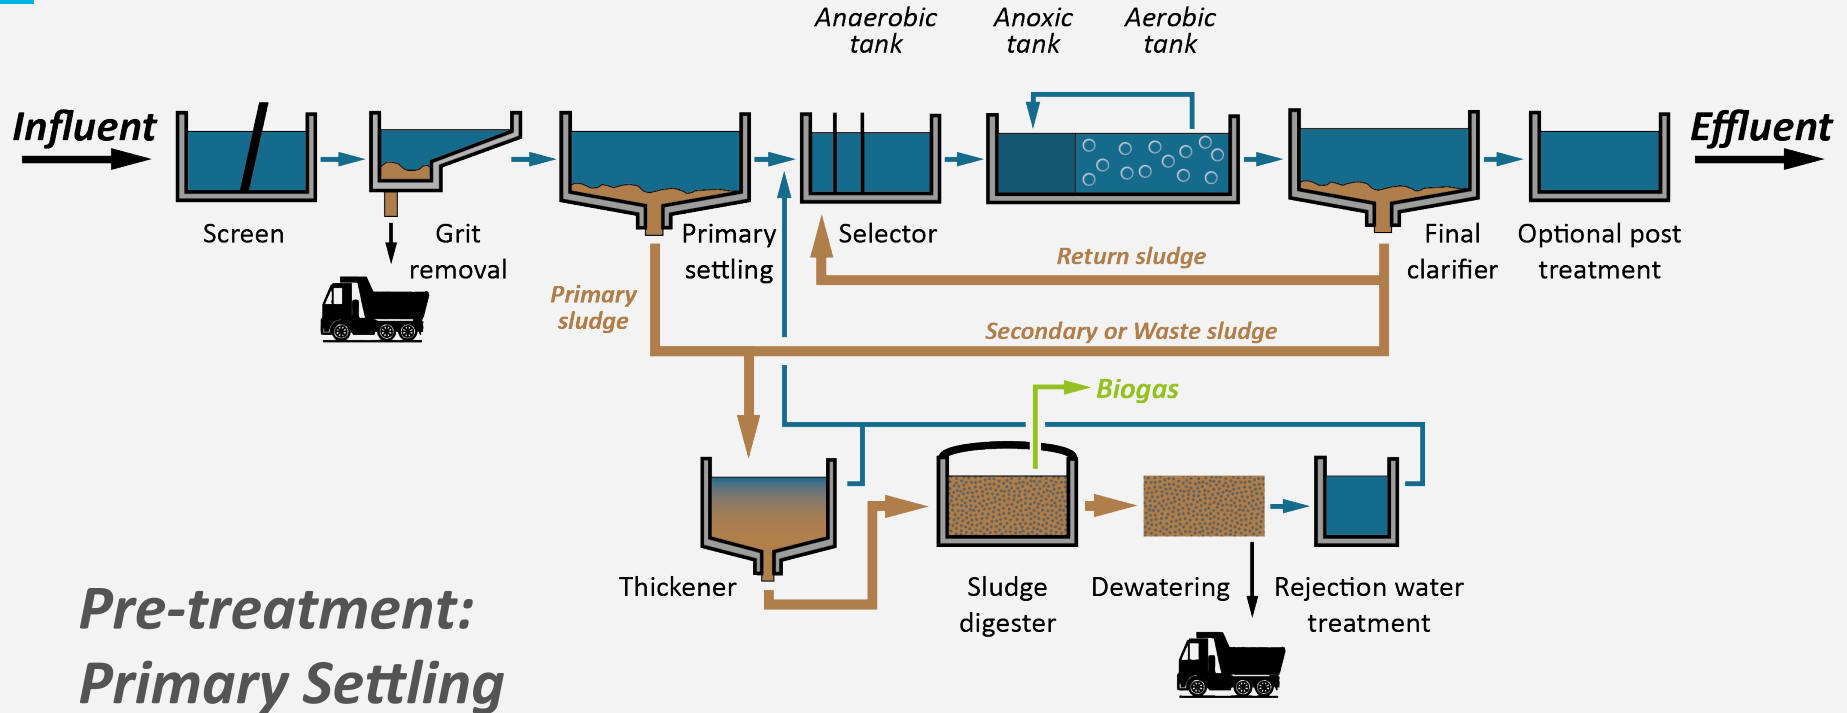 Anaerobic
tank
Anoxic
tank
Aerobic
tank
Influent
Effluent
Screen
Grit
removal
Primary
settling
Selector
Final
clarifier
Optional post
treatment
Return sludge
Primary
sludge
Secondary or Waste sludge
Biogas
Thickener
Sludge
digester
Dewatering
Rejection water
treatment
Pre-treatment:
Primary Settling